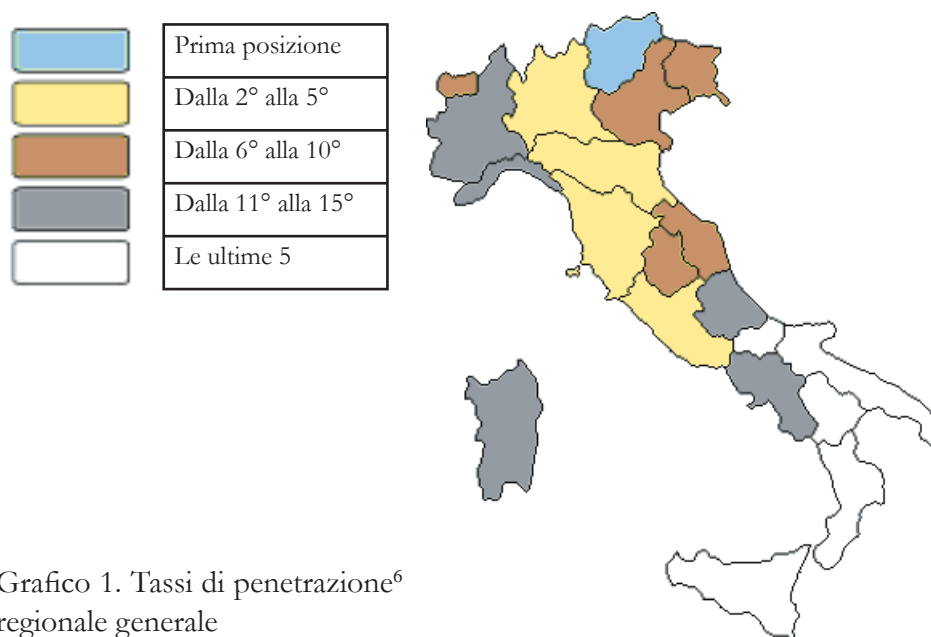 Prima posizione
Dalla 2° alla 5°
Dalla 6° alla 10°
Dalla 11° alla 15°
Le ultime 5
Grafico 1. Tassi di penetrazione⁶
regionale generale